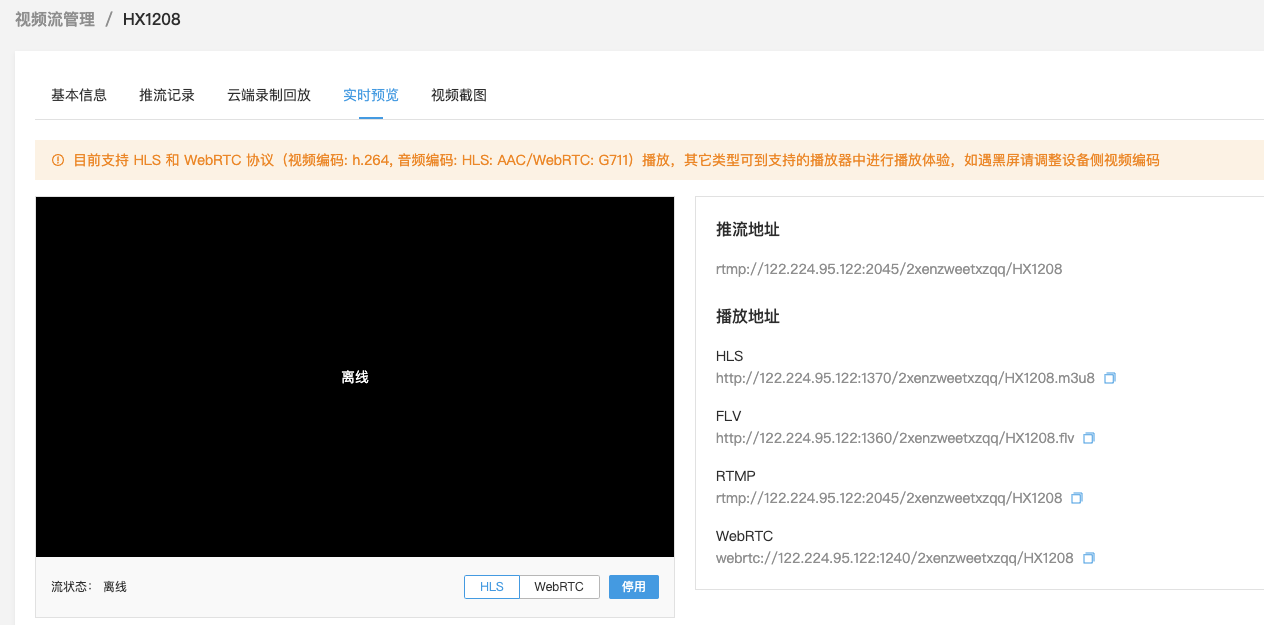 视频流管理 / HX1208
基本信息 推流记录 云端录制回放 实时预览 视频截图
目前支持 HLS 和 WebRTC 协议（视频编码: h.264, 音频编码: HLS: AAC/WebRTC: G711）播放，其它类型可到支持的播放器中进行播放体验，如遇黑屏请调整设备侧视频编码
离线
流状态： 离线
HLS WebRTC 停用
推流地址
rtmp://122.224.95.122:2045/2xenzweetxzqq/HX1208
播放地址
HLS
http://122.224.95.122:1370/2xenzweetxzqq/HX1208.m3u8
FLV
http://122.224.95.122:1360/2xenzweetxzqq/HX1208.flv
RTMP
rtmp://122.224.95.122:2045/2xenzweetxzqq/HX1208
WebRTC
webrtc://122.224.95.122:1240/2xenzweetxzqq/HX1208